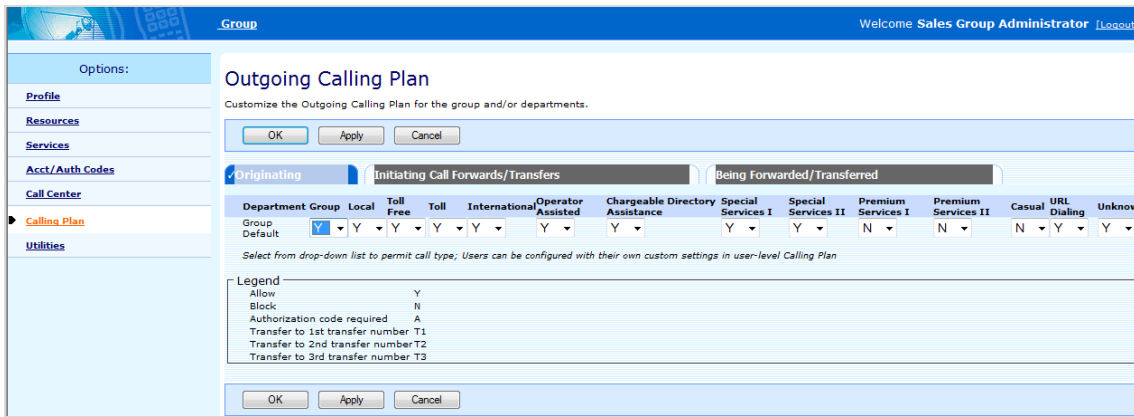 Group
Welcome Sales Group Administrator [Logout
Options:
Profile
Resources
Services
Acct/Auth Codes
Call Center
Calling Plan
Utilities
Outgoing Calling Plan
Customize the Outgoing Calling Plan for the group and/or departments.
OK Apply Cancel
✓Originating Initiating Call Forwards/Transfers Being Forwarded/Transferred
Department Group Local Toll Free Toll International Operator Assisted Chargeable Directory Assistance Special Services I Special Services II Premium Services I Premium Services II Casual URL Dialing Unknow
Group Default Y Y Y Y Y Y Y Y Y N N N Y Y
Select from drop-down list to permit call type; Users can be configured with their own custom settings in user-level Calling Plan
Legend
Allow Y
Block N
Authorization code required A
Transfer to 1st transfer number T1
Transfer to 2nd transfer number T2
Transfer to 3rd transfer number T3
OK Apply Cancel